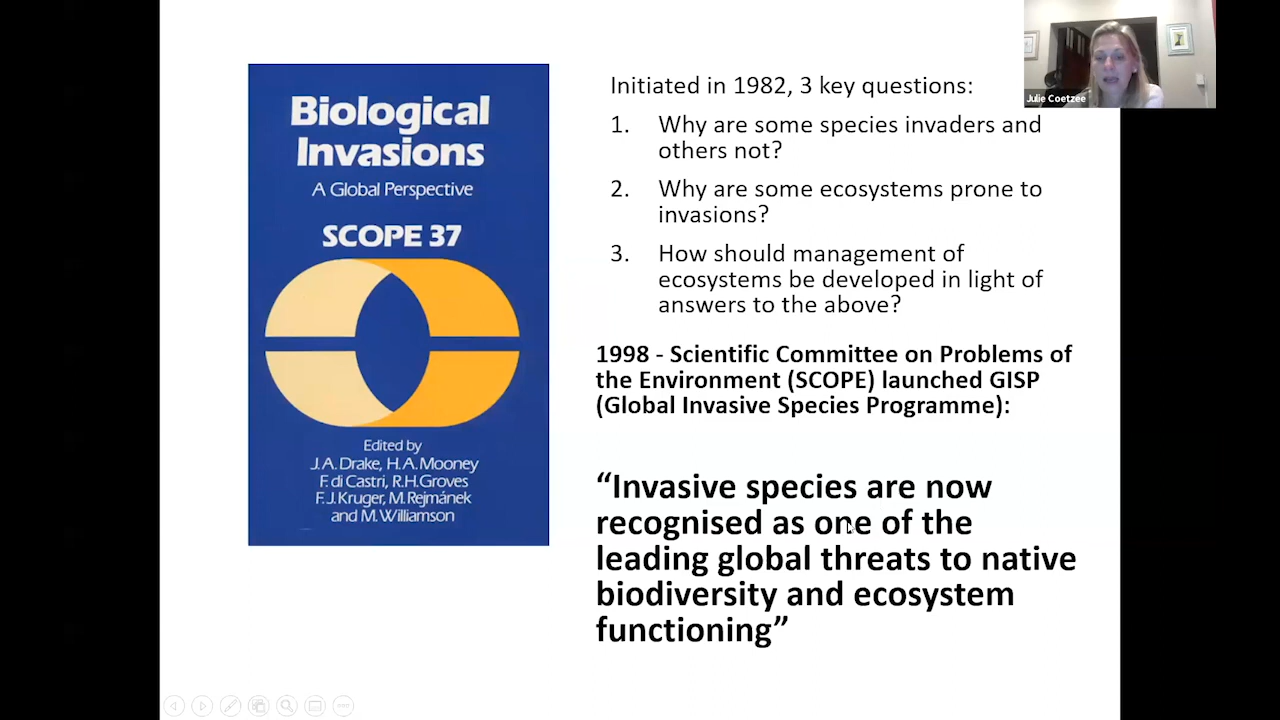 Biological
Invasions
A Global Perspective
SCOPE 37
Edited by
J.A. Drake, H.A. Mooney
F. di Castri, R.H. Groves
F.J. Kruger, M. Rejmánek
and M. Williamson
Initiated in 1982, 3 key questions:
1. Why are some species invaders and
others not?
2. Why are some ecosystems prone to
invasions?
3. How should management of
ecosystems be developed in light of
answers to the above?
1998 - Scientific Committee on Problems of
the Environment (SCOPE) launched GISP
(Global Invasive Species Programme):
“Invasive species are now
recognised as one of the
leading global threats to native
biodiversity and ecosystem
functioning”
Julie Coetzee